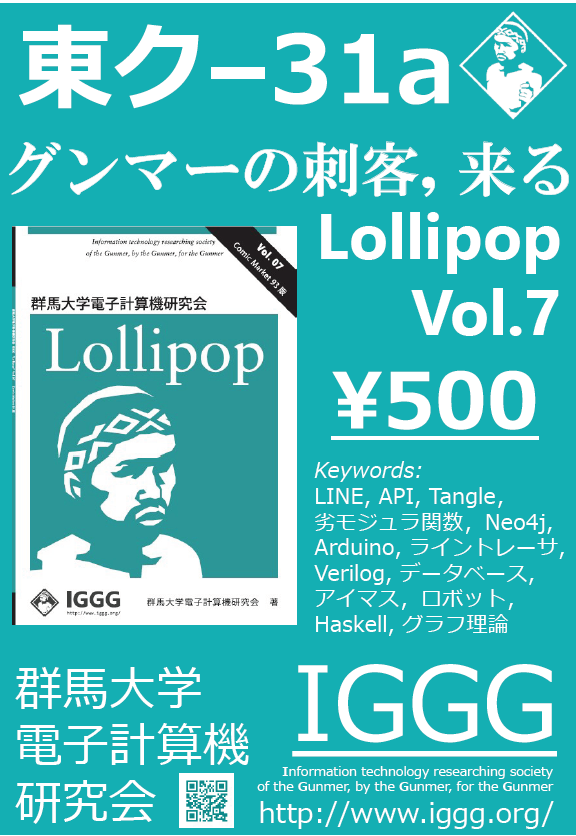 東ク-31a
グンマーの刺客, 来る
Lollipop
Vol.7
¥500
Information technology researching society
of the Gunmer, by the Gunmer, for the Gunmer
Vol. 07
Comic Market 93 版
群馬大学電子計算機研究会
Lollipop
IGGG
http://www.iggg.org/
群馬大学電子計算機研究会 著
Keywords:
LINE, API, Tangle,
劣モジュラ関数, Neo4j,
Arduino, ライントレーサ,
Verilog, データベース,
アイマス, ロボット,
Haskell, グラフ理論
群馬大学
電子計算機
研究会
IGGG
Information technology researching society
of the Gunmer, by the Gunmer, for the Gunmer
http://www.iggg.org/